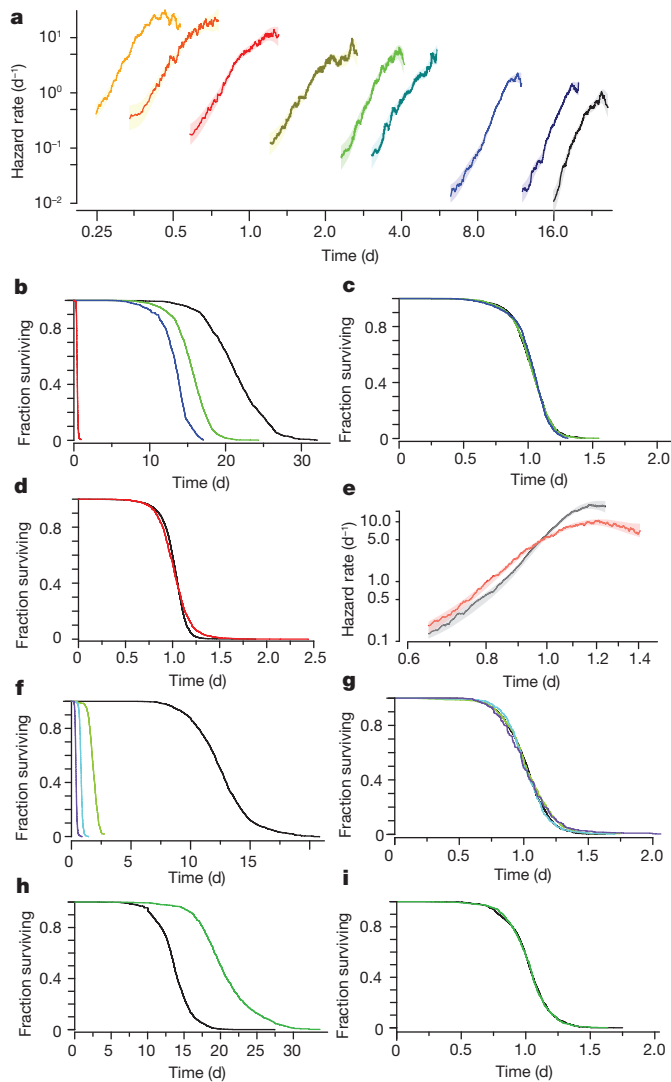 a
Hazard rate (d⁻¹)
10¹
10⁰
10⁻¹
10⁻²
0.25 0.5 1.0 2.0 4.0 8.0 16.0
Time (d)
b
Fraction surviving
0.8
0.4
0
0 10 20 30
Time (d)
c
Fraction surviving
0.8
0.4
0
0 0.5 1.0 1.5 2.0
Time (d)
d
Fraction surviving
0.8
0.4
0
0 0.5 1.0 1.5 2.0 2.5
Time (d)
e
Hazard rate (d⁻¹)
10.0
5.0
1.0
0.5
0.1
0.6 0.8 1.0 1.2 1.4
Time (d)
f
Fraction surviving
0.8
0.4
0
0 5 10 15
Time (d)
g
Fraction surviving
0.8
0.4
0
0 0.5 1.0 1.5 2.0
Time (d)
h
Fraction surviving
0.8
0.4
0
0 5 10 15 20 25 30
Time (d)
i
Fraction surviving
0.8
0.4
0
0 0.5 1.0 1.5 2.0
Time (d)